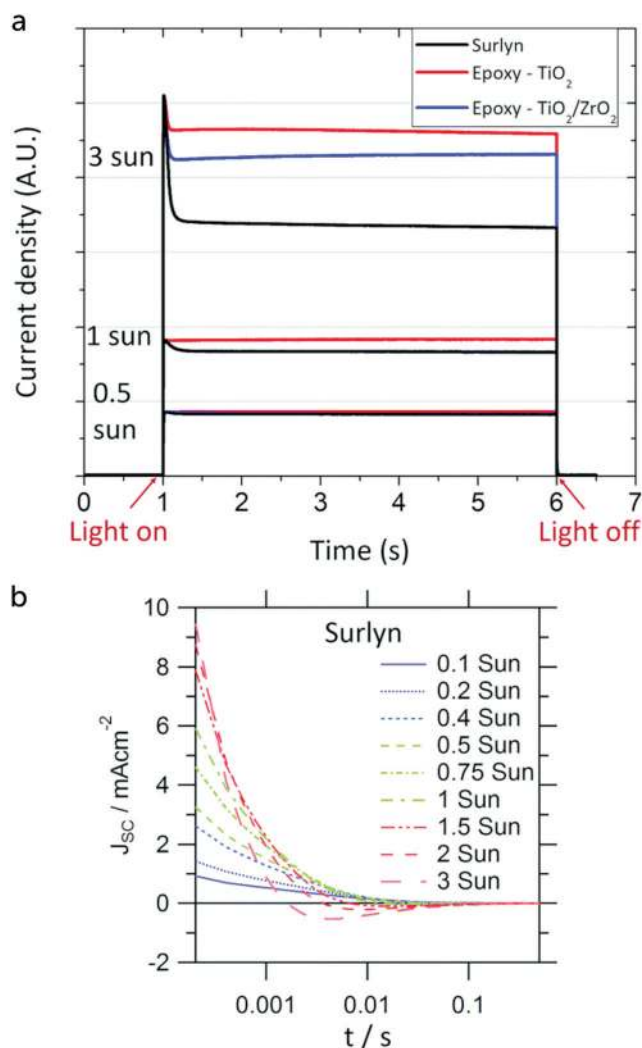 a
Surlyn
Epoxy - TiO₂
Epoxy - TiO₂/ZrO₂
3 sun
1 sun
0.5
sun
Current density (A.U.)
0 1 2 3 4 5 6 7
Light on
Light off
Time (s)
b
Surlyn
0.1 Sun
0.2 Sun
0.4 Sun
0.5 Sun
0.75 Sun
1 Sun
1.5 Sun
2 Sun
3 Sun
10
8
6
4
2
0
-2
J_SC / mAcm⁻²
0.001 0.01 0.1
t / s